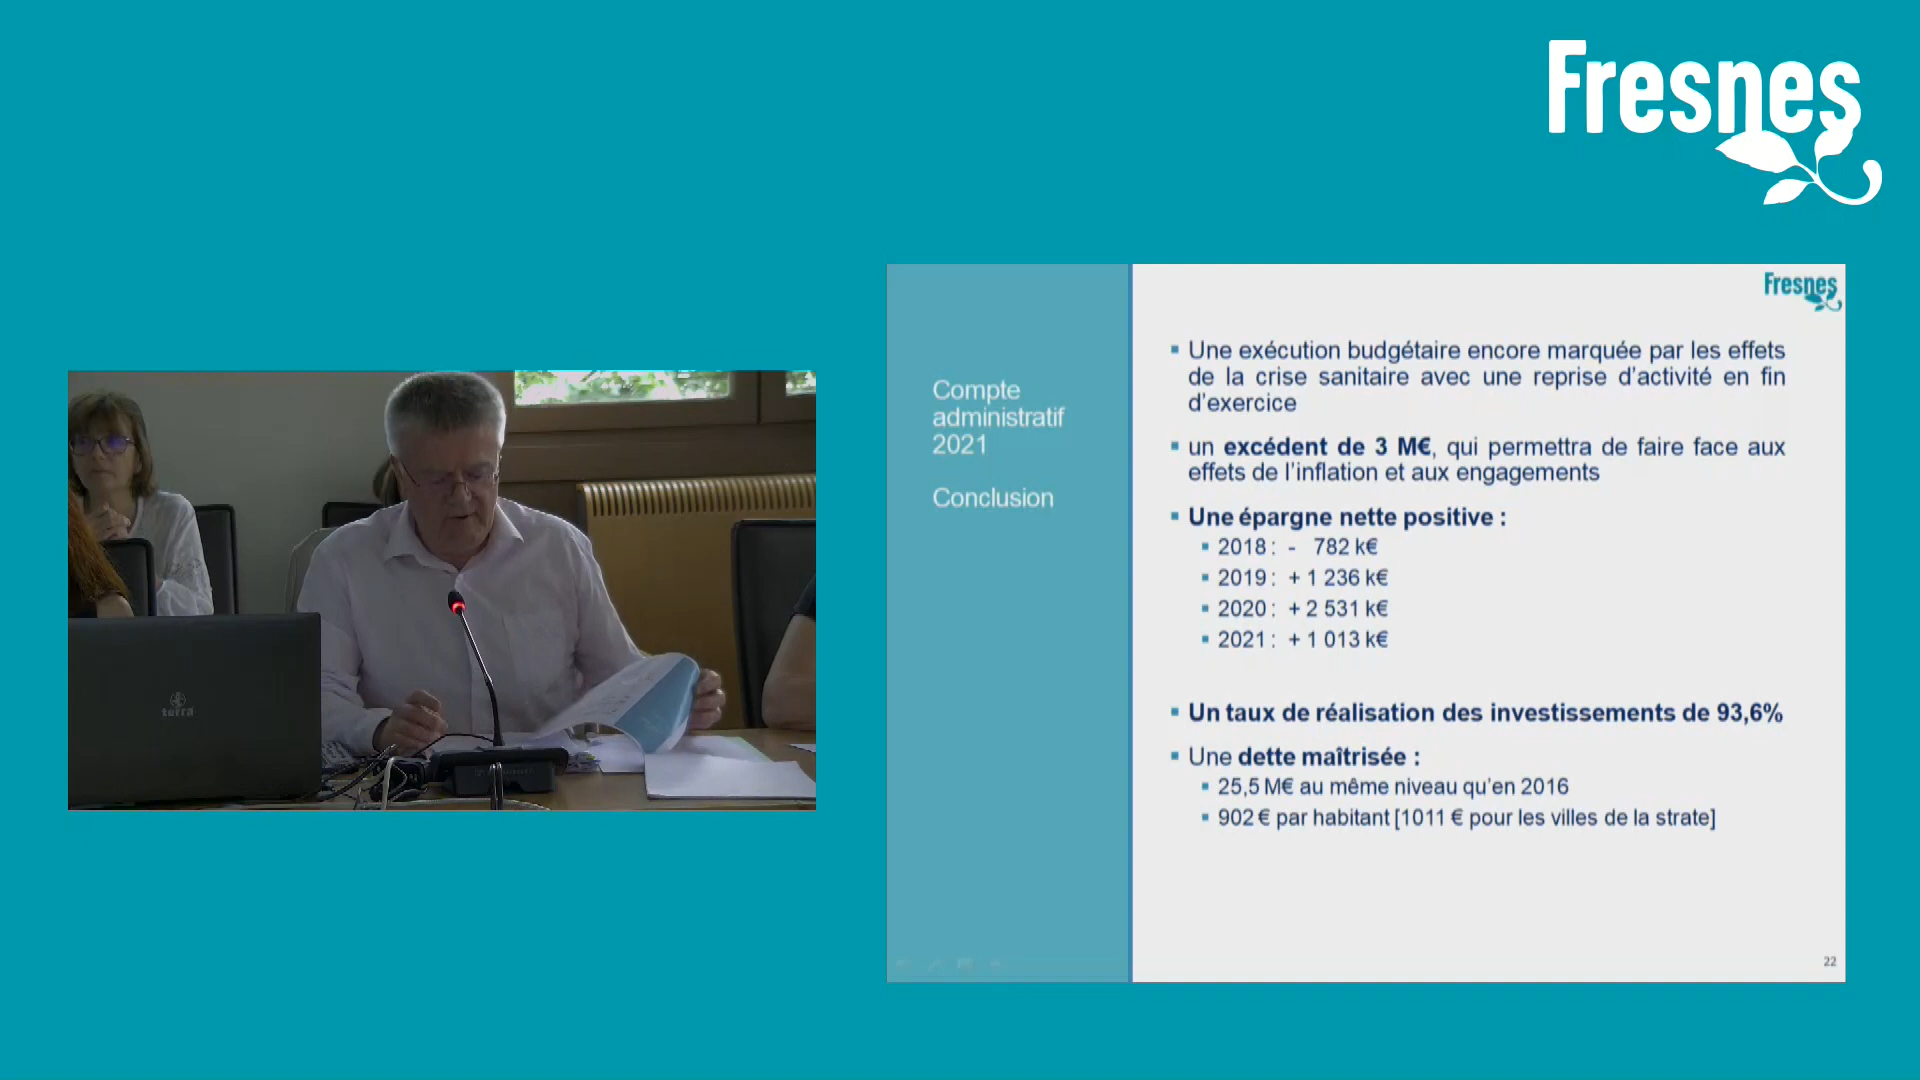 Fresnes
terra
Fresnes
Compte
administratif
2021
Conclusion
▪ Une exécution budgétaire encore marquée par les effets
de la crise sanitaire avec une reprise d’activité en fin
d’exercice
▪ un excédent de 3 M€, qui permettra de faire face aux
effets de l’inflation et aux engagements
▪ Une épargne nette positive :
▪ 2018 : - 782 k€
▪ 2019 : + 1 236 k€
▪ 2020 : + 2 531 k€
▪ 2021 : + 1 013 k€
▪ Un taux de réalisation des investissements de 93,6%
▪ Une dette maîtrisée :
▪ 25,5 M€ au même niveau qu’en 2016
▪ 902 € par habitant [1011 € pour les villes de la strate]
22